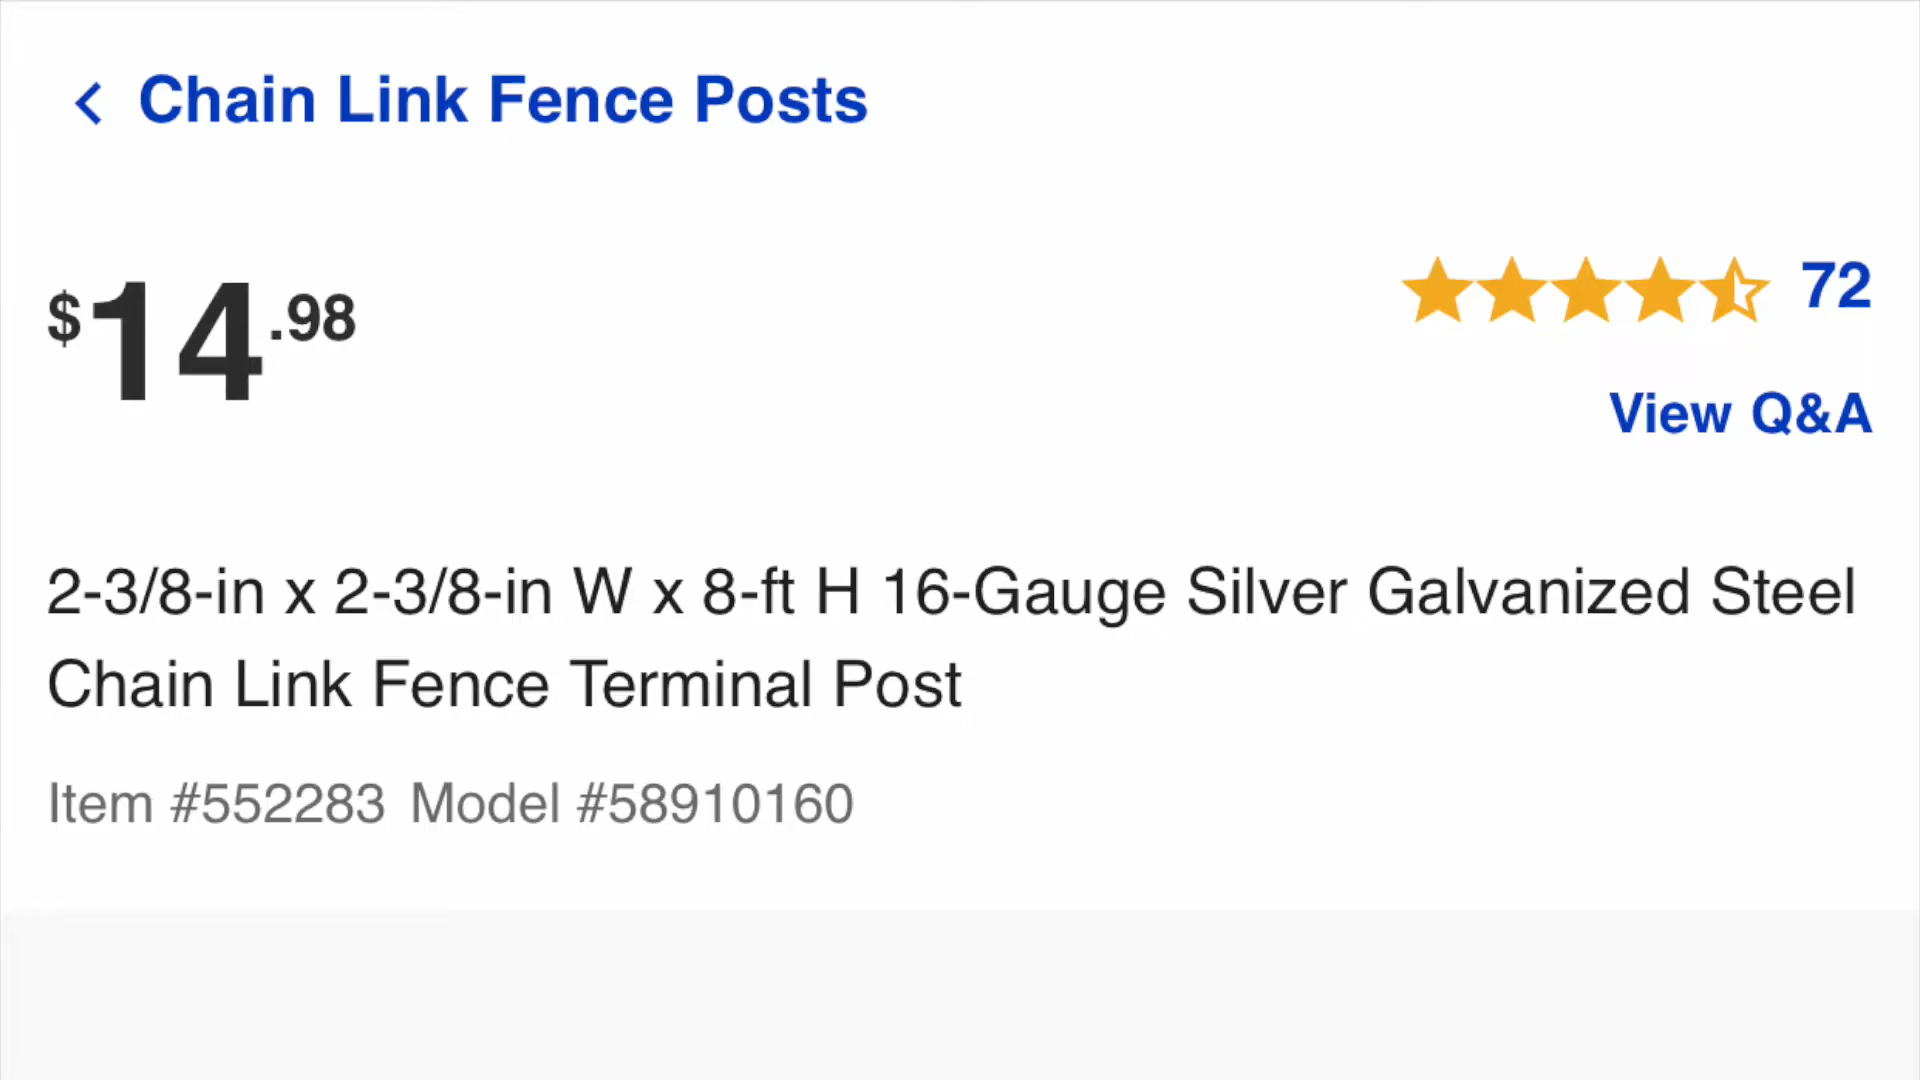 < Chain Link Fence Posts
$14.98
72
View Q&A
2-3/8-in x 2-3/8-in W x 8-ft H 16-Gauge Silver Galvanized Steel
Chain Link Fence Terminal Post
Item #552283 Model #58910160